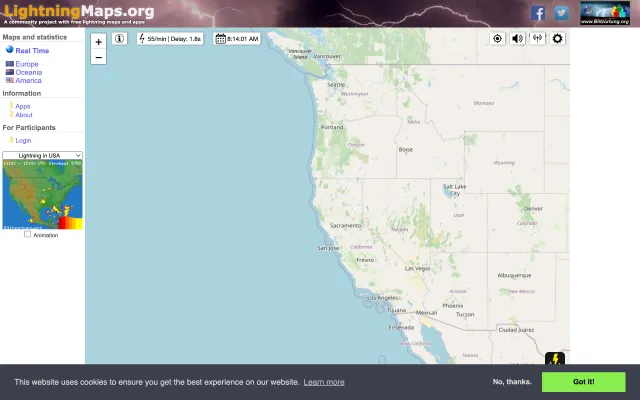 LightningMaps.org
A community project with free lightning maps and apps
www.Blitzortung.org
Maps and statistics
Real Time
Europe
Oceania
America
Information
Apps
About
For Participants
Login
Lightning in USA
Animation
+
−
55/min | Delay: 1.8s
8:14:01 AM
Vancouver Island
Vancouver
Seattle
Washington
Montana
Portland
Oregon
Idaho
Boise
Wyoming
Salt Lake City
Utah
Denver
Colorado
Nevada
Sacramento
San Jose
California
Fresno
Las Vegas
Albuquerque
Arizona
New Mexico
Los Angeles
Phoenix
Tijuana
Mexicali
Tucson
Ensenada
Ciudad Juárez
Baja California
Sonora
This website uses cookies to ensure you get the best experience on our website. Learn more
No, thanks.
Got it!